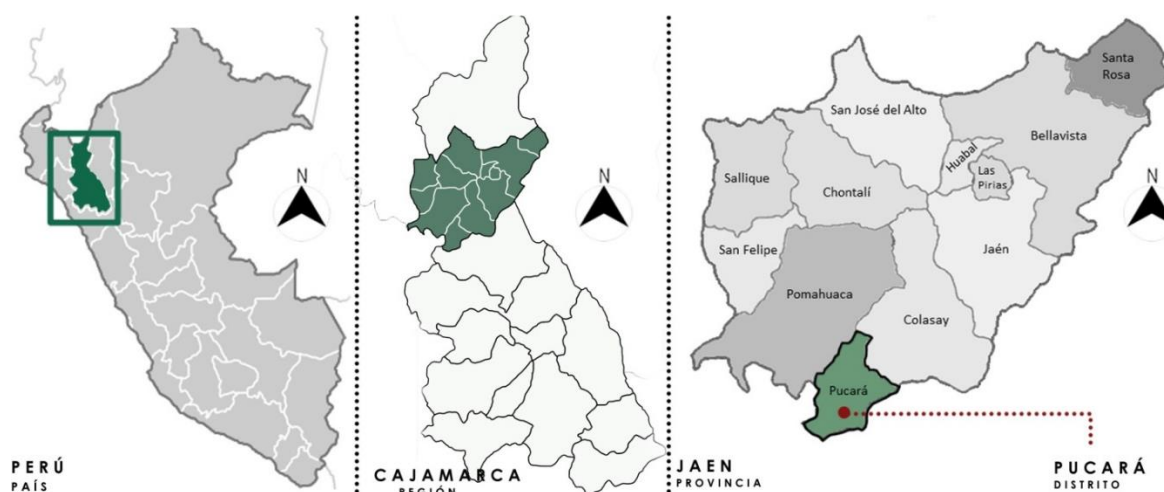 N
PERÚ
PAÍS
N
CAJAMARCA
REGIÓN
Santa
Rosa
San José del Alto
Bellavista
Huabal
Las
Pirias
Sallique
Chontalí
N
San Felipe
Jaén
Pomahuaca
Colasay
Pucará
JAEN
PROVINCIA
PUCARÁ
DISTRITO